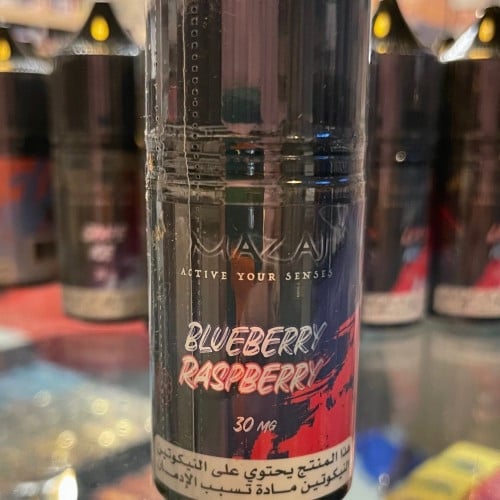 MAZAJ
ACTIVE YOUR SENSES
BLUEBERRY
RASPBERRY
30 MG
هذا المنتج يحتوي على النيكوتين
النيكوتين مادة تسبب الإدمان